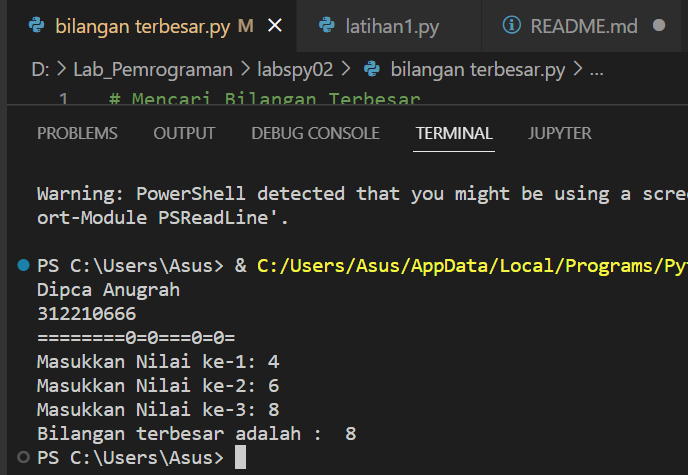 bilangan terbesar.py M latihan1.py README.md
D: > Lab_Pemrograman > labspy02 > bilangan terbesar.py > ...
1 # Mencari Bilangan Terbesar
PROBLEMS OUTPUT DEBUG CONSOLE TERMINAL JUPYTER
Warning: PowerShell detected that you might be using a scre
ort-Module PSReadLine'.
PS C:\Users\Asus> & C:/Users/Asus/AppData/Local/Programs/Pyt
Dipca Anugrah
312210666
========0=0===0=0=
Masukkan Nilai ke-1: 4
Masukkan Nilai ke-2: 6
Masukkan Nilai ke-3: 8
Bilangan terbesar adalah :  8
PS C:\Users\Asus>